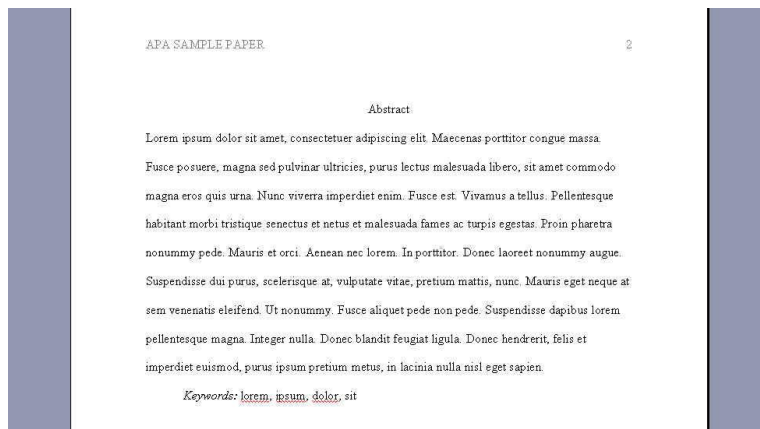 APA SAMPLE PAPER 2
Abstract
Lorem ipsum dolor sit amet, consectetuer adipiscing elit. Maecenas porttitor congue massa.
Fusce posuere, magna sed pulvinar ultricies, purus lectus malesuada libero, sit amet commodo
magna eros quis urna. Nunc viverra imperdiet enim. Fusce est. Vivamus a tellus. Pellentesque
habitant morbi tristique senectus et netus et malesuada fames ac turpis egestas. Proin pharetra
nonummy pede. Mauris et orci. Aenean nec lorem. In porttitor. Donec laoreet nonummy augue.
Suspendisse dui purus, scelerisque at, vulputate vitae, pretium mattis, nunc. Mauris eget neque at
sem venenatis eleifend. Ut nonummy. Fusce aliquet pede non pede. Suspendisse dapibus lorem
pellentesque magna. Integer nulla. Donec blandit feugiat ligula. Donec hendrerit, felis et
imperdiet euismod, purus ipsum pretium metus, in lacinia nulla nisl eget sapien.
Keywords: lorem, ipsum, dolor, sit